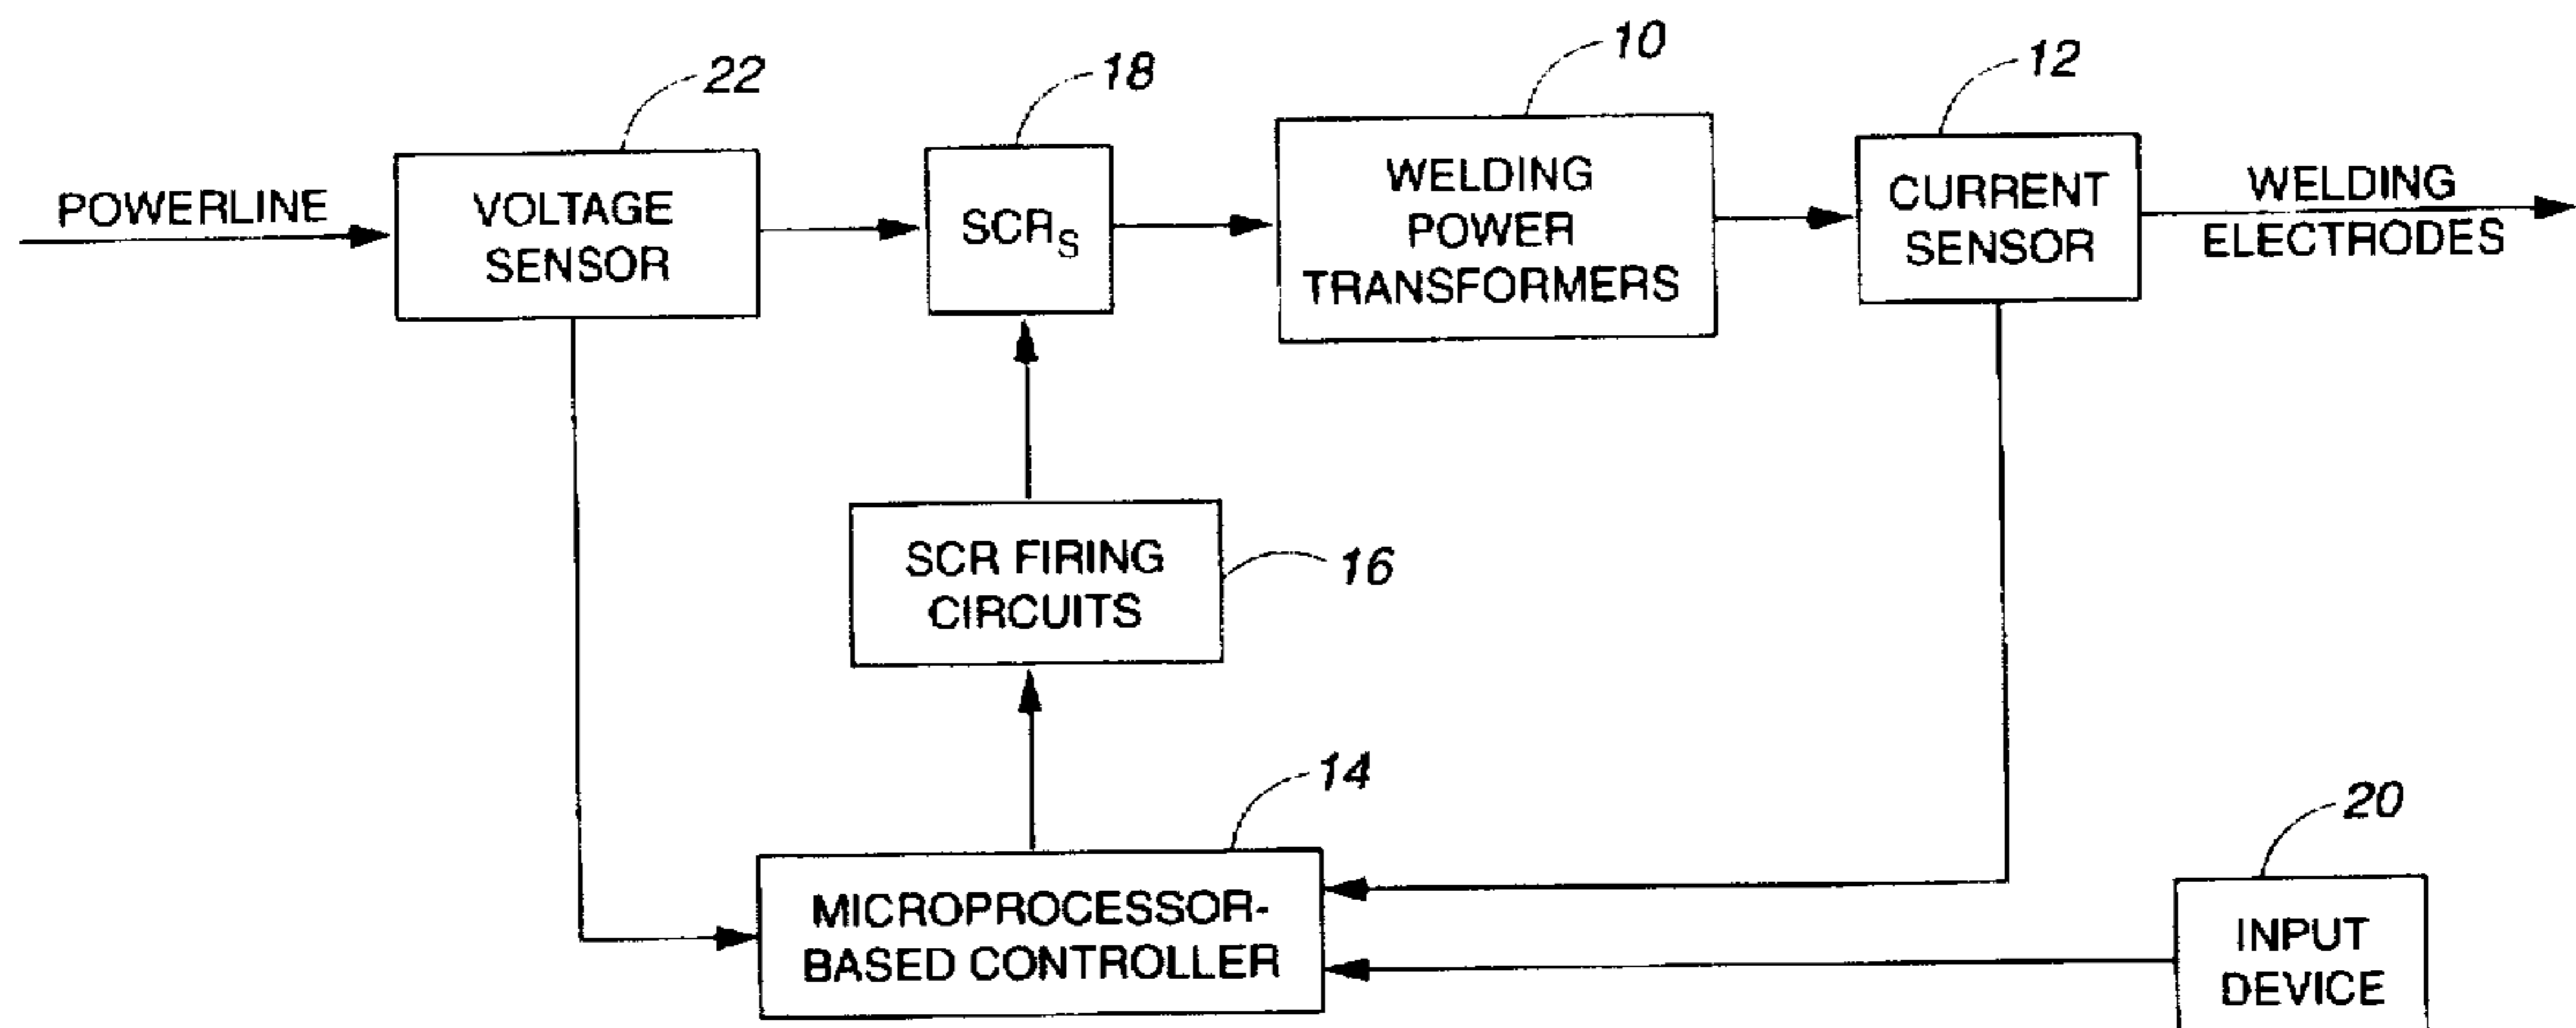 22
18
10
12
POWERLINE
VOLTAGE
SENSOR
SCRS
WELDING
POWER
TRANSFORMERS
CURRENT
SENSOR
WELDING
ELECTRODES
SCR FIRING
CIRCUITS
16
14
20
MICROPROCESSOR-
BASED CONTROLLER
INPUT
DEVICE